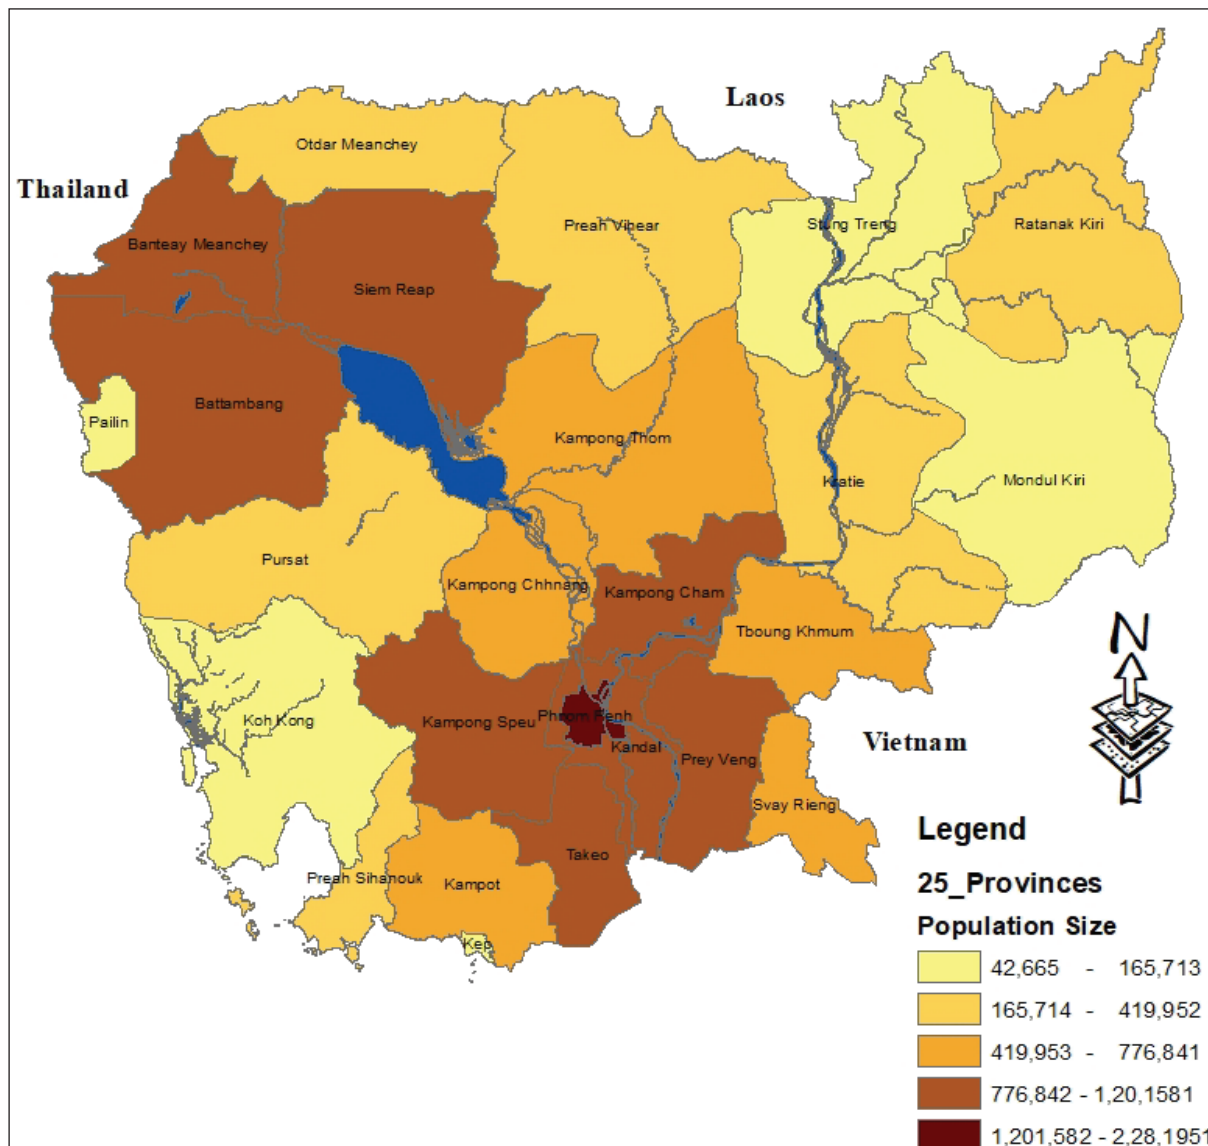 Laos
Otdar Meanchey
Thailand
Stung Treng
Ratanak Kiri
Preah Vihear
Banteay Meanchey
Siem Reap
Battambang
Pailin
Kampong Thom
Kratie
Mondul Kiri
Pursat
Kampong Chhnang
Kampong Cham
Tboung Khmum
N
Koh Kong
Kampong Speu
Phnom Penh
Kandal
Prey Veng
Vietnam
Svay Rieng
Takeo
Preah Sihanouk
Kampot
Kep
Legend
25_Provinces
Population Size
42,665 - 165,713
165,714 - 419,952
419,953 - 776,841
776,842 - 1,20,1581
1,201,582 - 2,28,1951